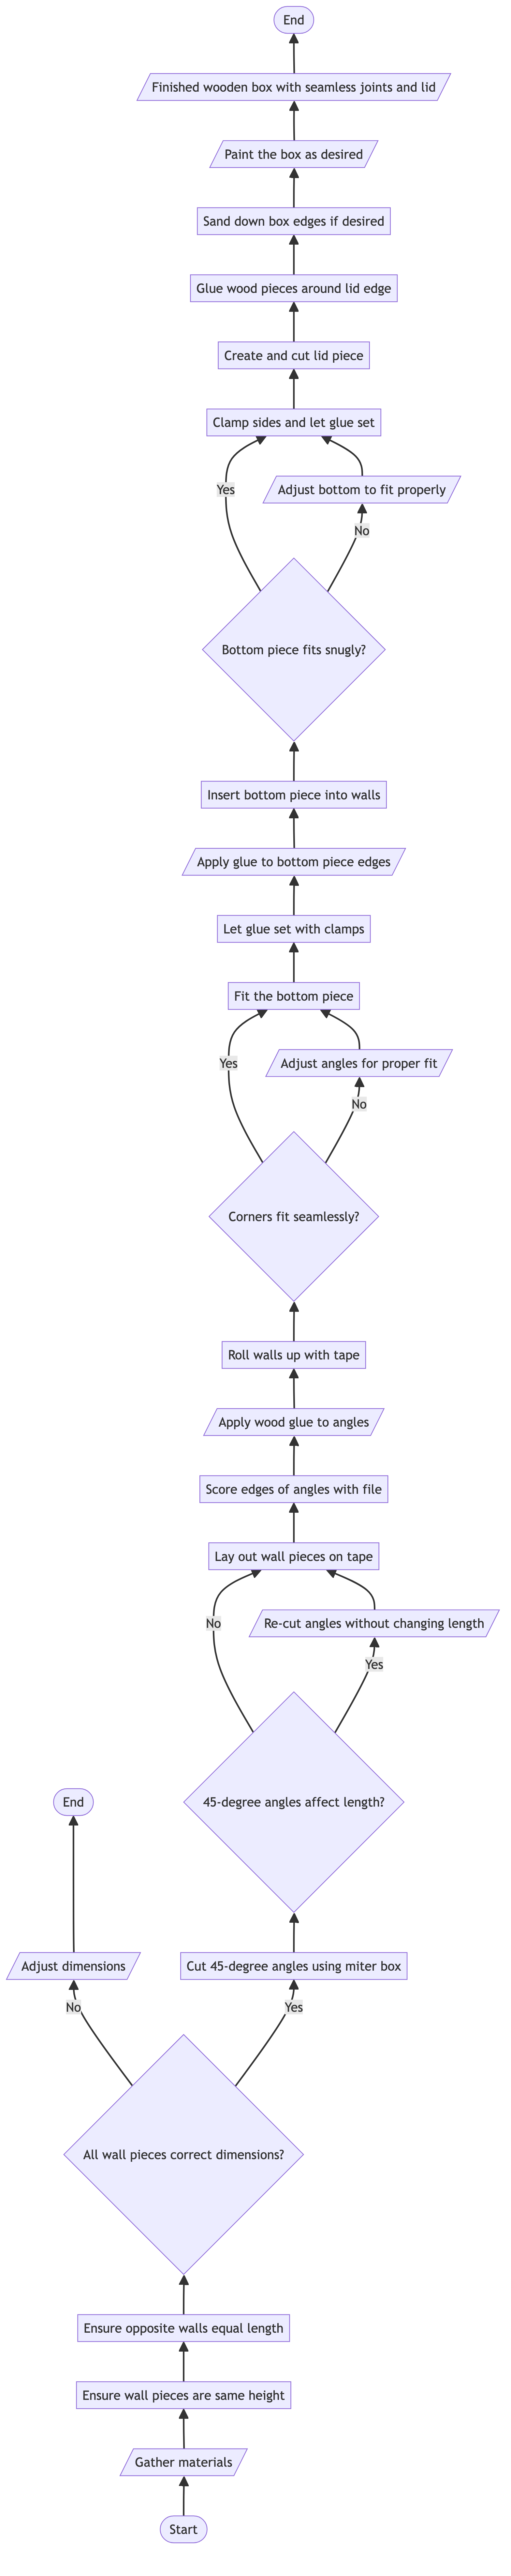 End
Finished wooden box with seamless joints and lid
Paint the box as desired
Sand down box edges if desired
Glue wood pieces around lid edge
Create and cut lid piece
Clamp sides and let glue set
Yes
Adjust bottom to fit properly
No
Bottom piece fits snugly?
Insert bottom piece into walls
Apply glue to bottom piece edges
Let glue set with clamps
Fit the bottom piece
Yes
Adjust angles for proper fit
No
Corners fit seamlessly?
Roll walls up with tape
Apply wood glue to angles
Score edges of angles with file
Lay out wall pieces on tape
No
Re-cut angles without changing length
Yes
45-degree angles affect length?
End
Adjust dimensions
Cut 45-degree angles using miter box
No
Yes
All wall pieces correct dimensions?
Ensure opposite walls equal length
Ensure wall pieces are same height
Gather materials
Start